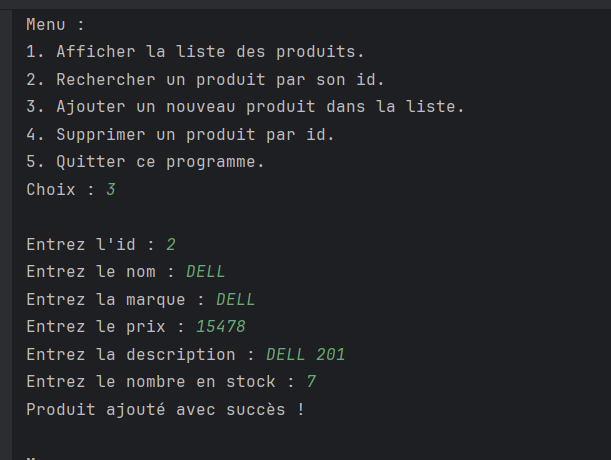 Menu :
1. Afficher la liste des produits.
2. Rechercher un produit par son id.
3. Ajouter un nouveau produit dans la liste.
4. Supprimer un produit par id.
5. Quitter ce programme.
Choix : 3
Entrez l'id : 2
Entrez le nom : DELL
Entrez la marque : DELL
Entrez le prix : 15478
Entrez la description : DELL 201
Entrez le nombre en stock : 7
Produit ajouté avec succès !